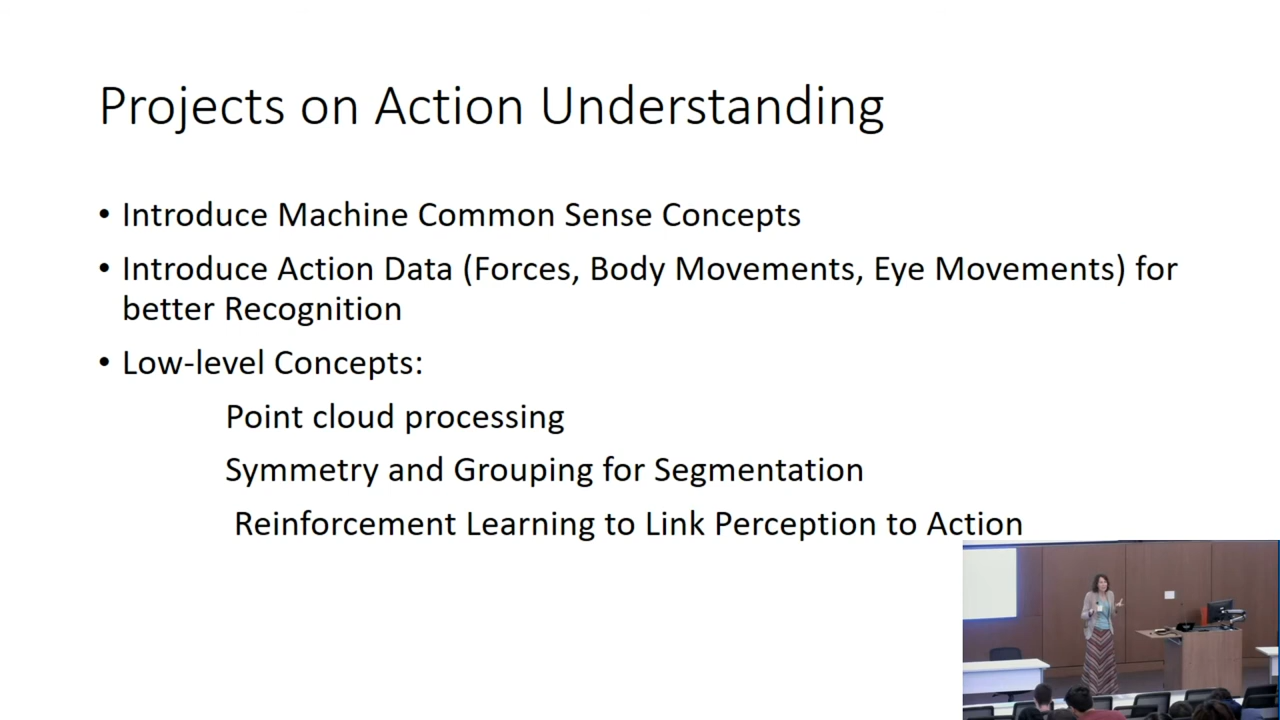 Projects on Action Understanding
• Introduce Machine Common Sense Concepts
• Introduce Action Data (Forces, Body Movements, Eye Movements) for
better Recognition
• Low-level Concepts:
Point cloud processing
Symmetry and Grouping for Segmentation
Reinforcement Learning to Link Perception to Action